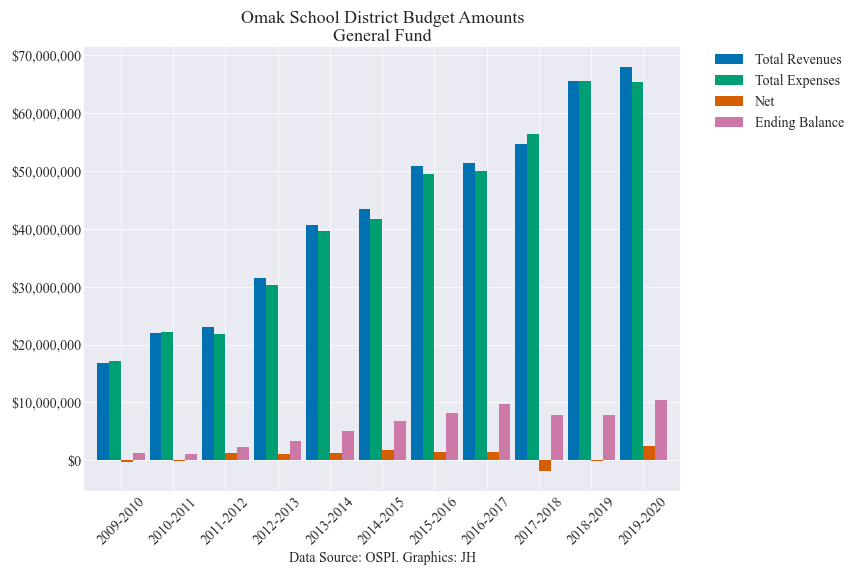 Omak School District Budget Amounts
General Fund
$70,000,000
$60,000,000
$50,000,000
$40,000,000
$30,000,000
$20,000,000
$10,000,000
$0
2009-2010
2010-2011
2011-2012
2012-2013
2013-2014
2014-2015
2015-2016
2016-2017
2017-2018
2018-2019
2019-2020
Data Source: OSPI. Graphics: JH
Total Revenues
Total Expenses
Net
Ending Balance